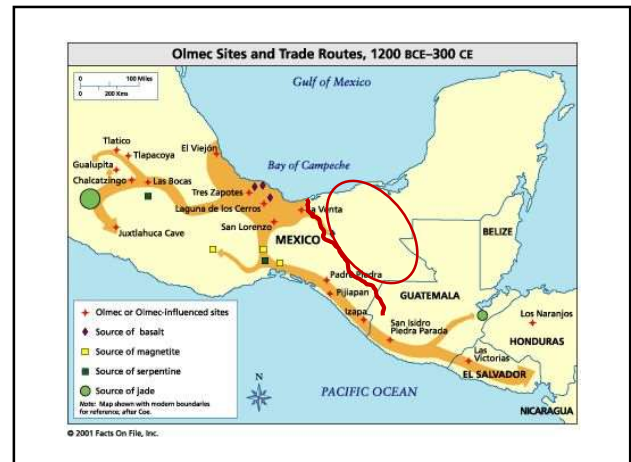 Olmec Sites and Trade Routes, 1200 BCE–300 CE
0 100 Miles
0 200 Kms
Gulf of Mexico
Tlatico
Tlapacoya
El Viejón
Gualupita
Bay of Campeche
Chalcatzingo
Las Bocas
Tres Zapotes
Laguna de los Cerros
La Venta
Juxtlahuca Cave
San Lorenzo
MEXICO
BELIZE
Padre Piedra
GUATEMALA
Pijiapan
Izapa
Los Naranjos
San Isidro
Piedra Parada
HONDURAS
Las
Victorias
EL SALVADOR
Olmec or Olmec-influenced sites
Source of basalt
Source of magnetite
Source of serpentine
Source of jade
Note: Map shown with modern boundaries
for reference; after Coe.
N
PACIFIC OCEAN
NICARAGUA
© 2001 Facts On File, Inc.